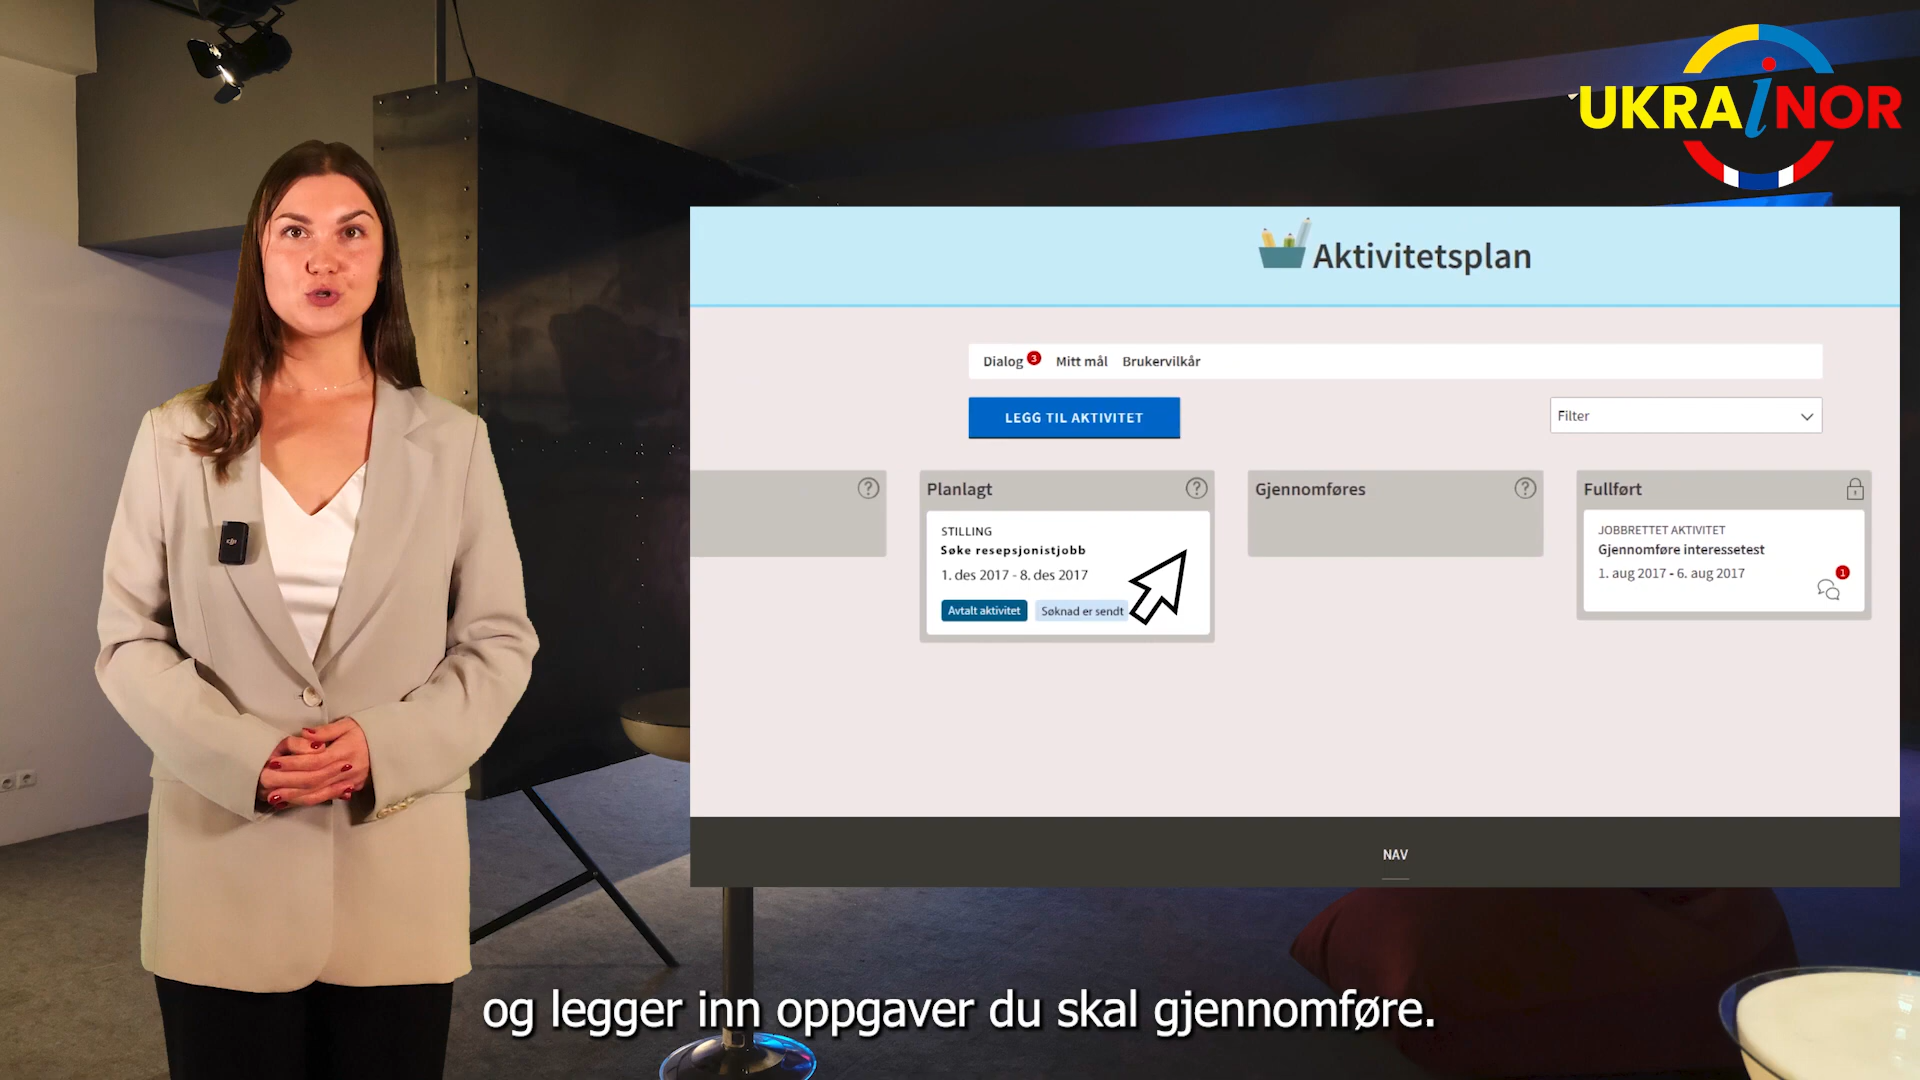 UKRAiNOR
Aktivitetsplan
Dialog 3 Mitt mål Brukervilkår
LEGG TIL AKTIVITET
Filter
Planlagt ?
STILLING
Søke resepsjonistjobb
1. des 2017 - 8. des 2017
Avtalt aktivitet Søknad er sendt
Gjennomføres ?
Fullført
JOBBRETTET AKTIVITET
Gjennomføre interessetest
1. aug 2017 - 6. aug 2017
1
?
NAV
og legger inn oppgaver du skal gjennomføre.